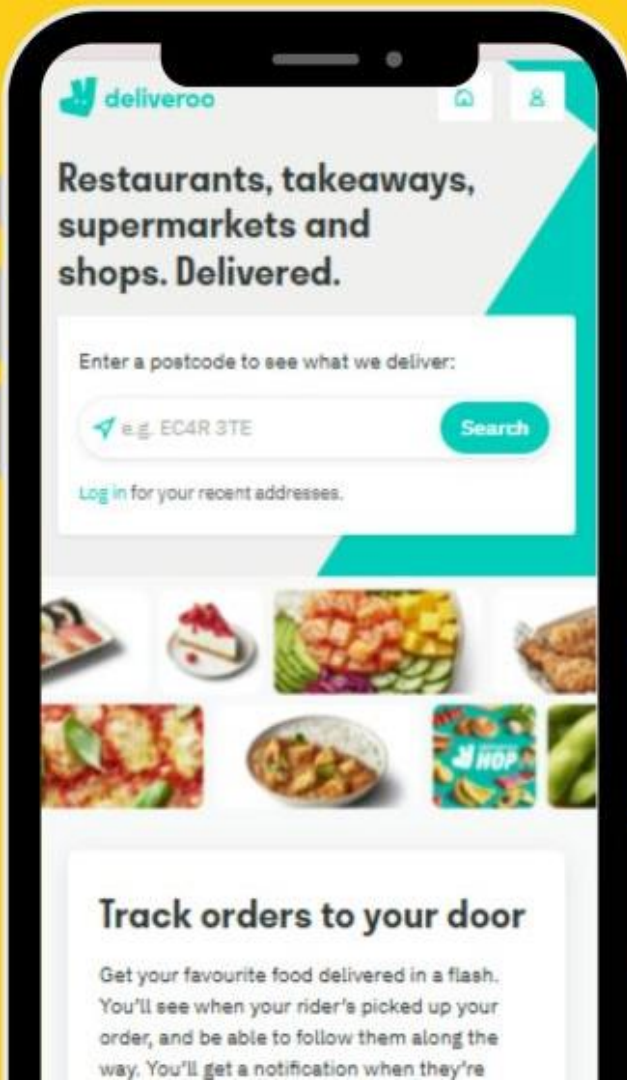 deliveroo
Restaurants, takeaways,
supermarkets and
shops. Delivered.
Enter a postcode to see what we deliver:
e.g. EC4R 3TE
Search
Log in for your recent addresses.
HOP
Track orders to your door
Get your favourite food delivered in a flash.
You'll see when your rider's picked up your
order, and be able to follow them along the
way. You'll get a notification when they're